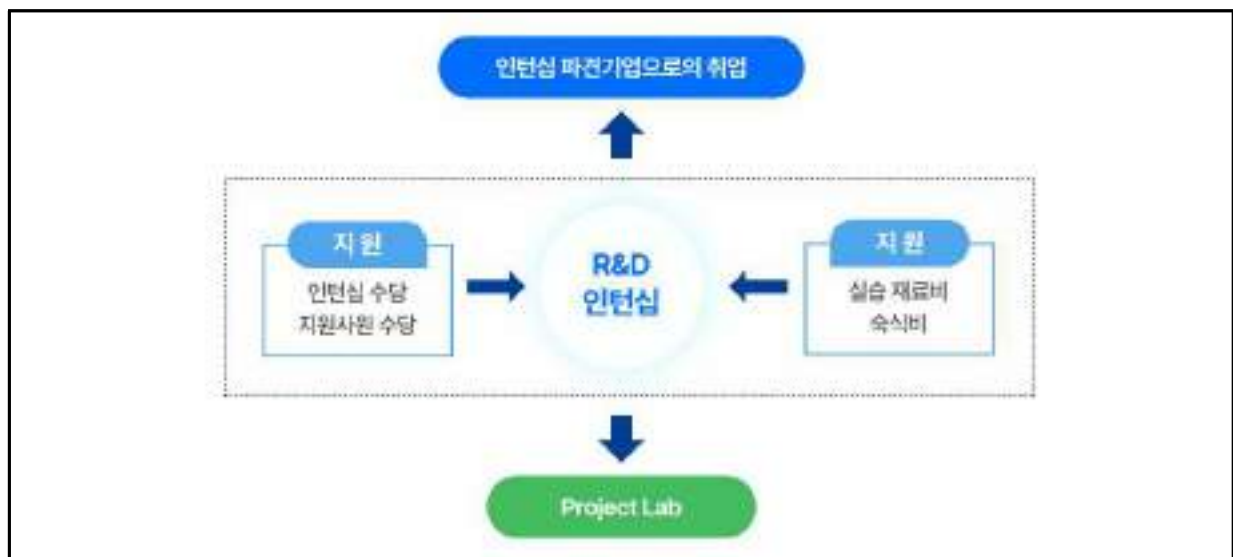 인턴십 파견기업으로의 취업
지 원
인턴십 수당
지원사원 수당
R&D
인턴십
지 원
실습 재료비
숙식비
Project Lab